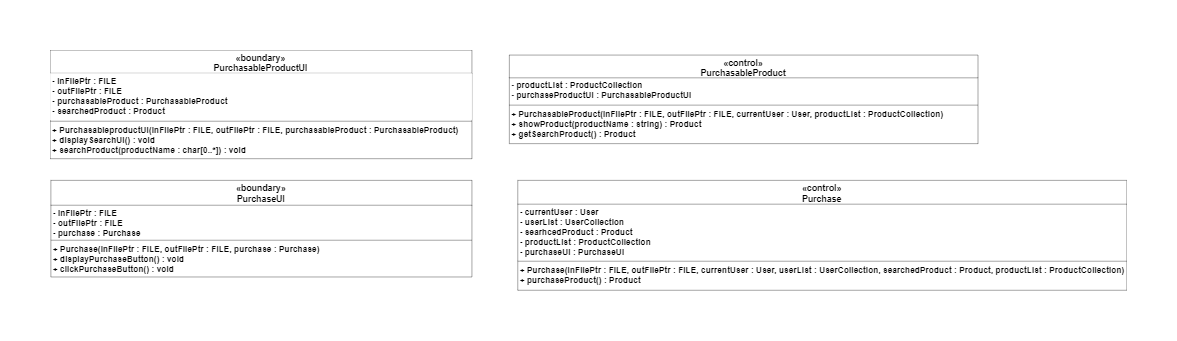 «boundary»
PurchasableProductUI
- inFilePtr : FILE
- outFilePtr : FILE
- purchasableProduct : PurchasableProduct
- searchedProduct : Product
+ PurchasableproductUI(inFilePtr : FILE, outFilePtr : FILE, purchasableProduct : PurchasableProduct)
+ displaySearchUI() : void
+ searchProduct(productName : char[0..*]) : void
«control»
PurchasableProduct
- productList : ProductCollection
- purchaseProductUI : PurchasableProductUI
+ PurchasableProduct(inFilePtr : FILE, outFilePtr : FILE, currentUser : User, productList : ProductCollection)
+ showProduct(productName : string) : Product
+ getSearchProduct() : Product
«boundary»
PurchaseUI
- inFilePtr : FILE
- outFilePtr : FILE
- purchase : Purchase
+ Purchase(inFilePtr : FILE, outFilePtr : FILE, purchase : Purchase)
+ displayPurchaseButton() : void
+ clickPurchaseButton() : void
«control»
Purchase
- currentUser : User
- userList : UserCollection
- searhcedProduct : Product
- productList : ProductCollection
- purchaseUI : PurchaseUI
+ Purchase(inFilePtr : FILE, outFilePtr : FILE, currentUser : User, userList : UserCollection, searchedProduct : Product, productList : ProductCollection)
+ purchaseProduct() : Product